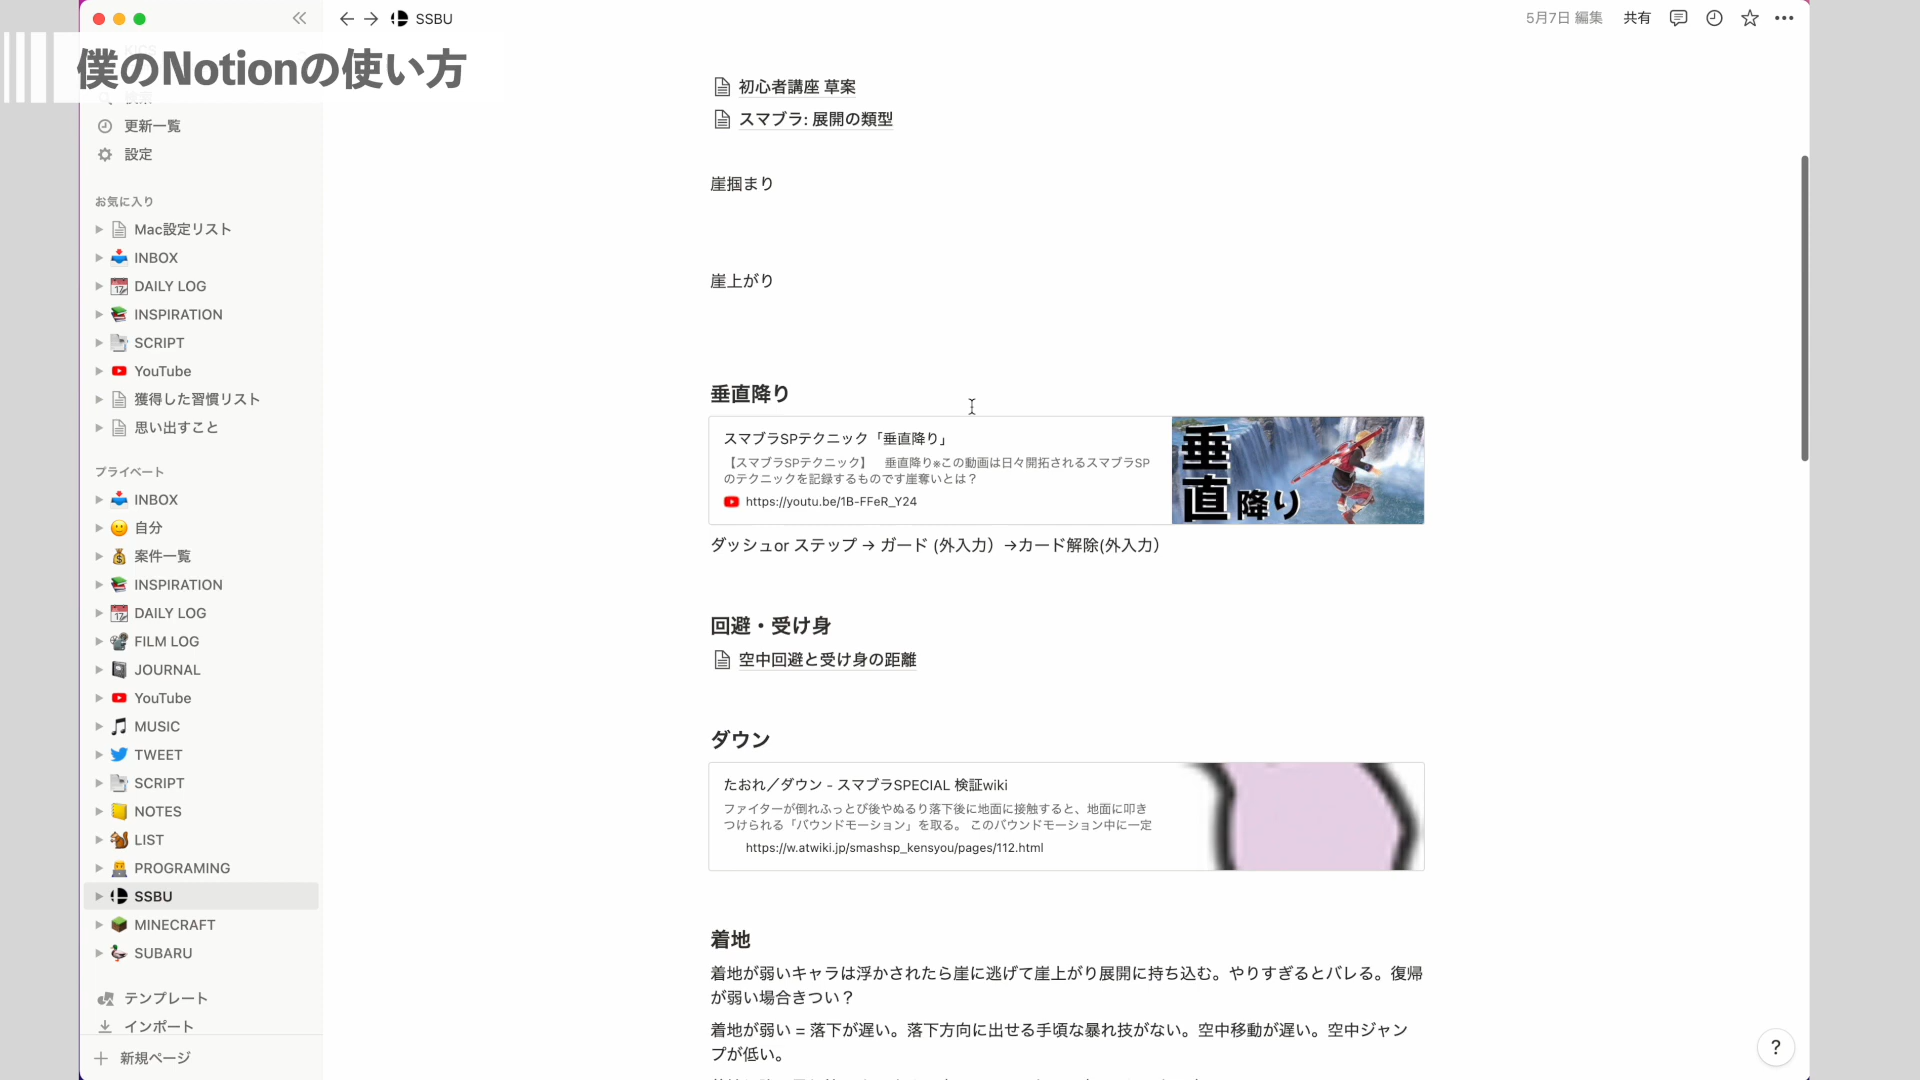 SSBU
5月7日 編集
共有
僕のNotionの使い方
更新一覧
設定
お気に入り
Mac設定リスト
INBOX
DAILY LOG
INSPIRATION
SCRIPT
YouTube
獲得した習慣リスト
思い出すこと
プライベート
INBOX
自分
案件一覧
INSPIRATION
DAILY LOG
FILM LOG
JOURNAL
YouTube
MUSIC
TWEET
SCRIPT
NOTES
LIST
PROGRAMING
SSBU
MINECRAFT
SUBARU
テンプレート
インポート
新規ページ
初心者講座 草案
スマブラ: 展開の類型
崖掴まり
崖上がり
垂直降り
スマブラSPテクニック「垂直降り」
【スマブラSPテクニック】　垂直降り※この動画は日々開拓されるスマブラSP
のテクニックを記録するものです崖奪いとは？
https://youtu.be/1B-FFeR_Y24
垂直降り
ダッシュor ステップ → ガード (外入力）→カード解除(外入力）
回避・受け身
空中回避と受け身の距離
ダウン
たおれ／ダウン - スマブラSPECIAL 検証wiki
ファイターが倒れふっとび後やぬるり落下後に地面に接触すると、地面に叩き
つけられる「バウンドモーション」を取る。 このバウンドモーション中に一定
https://w.atwiki.jp/smashsp_kensyou/pages/112.html
着地
着地が弱いキャラは浮かされたら崖に逃げて崖上がり展開に持ち込む。やりすぎるとバレる。復帰
が弱い場合きつい？
着地が弱い = 落下が遅い。落下方向に出せる手頃な暴れ技がない。空中移動が遅い。空中ジャン
プが低い。
?